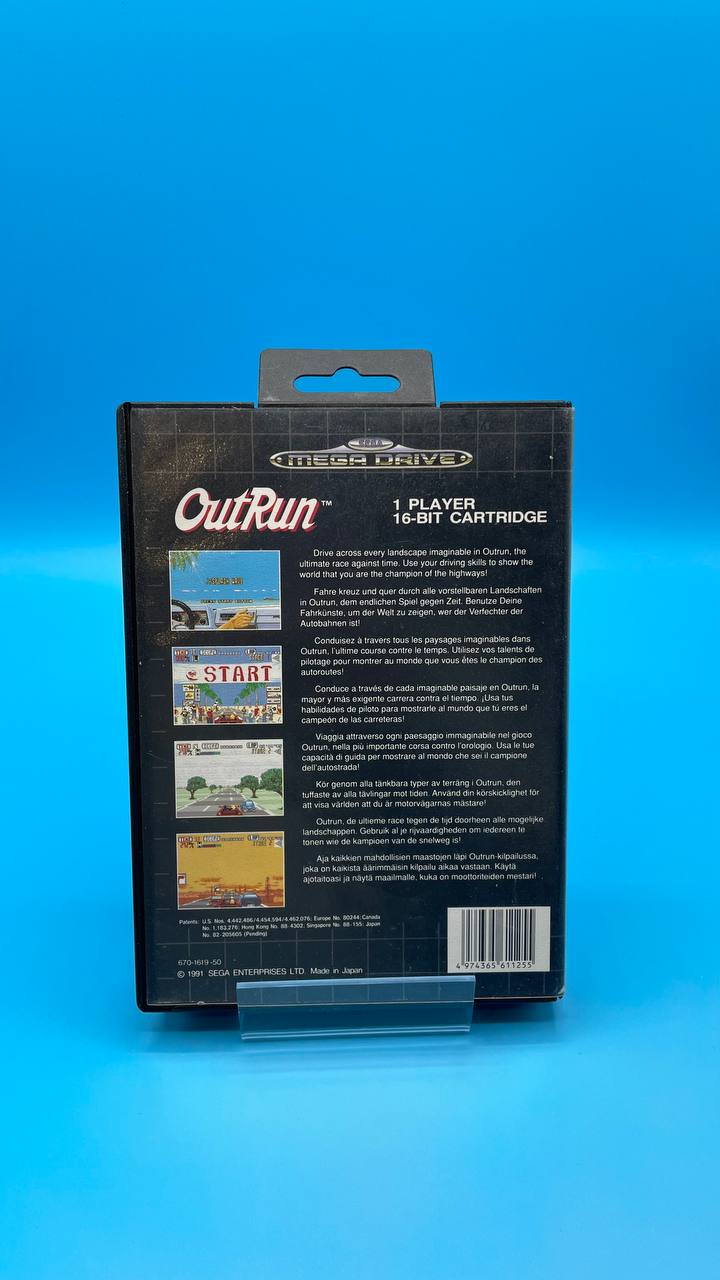 SEGA
MEGA DRIVE
OutRun™
1 PLAYER
16-BIT CARTRIDGE
Drive across every landscape imaginable in Outrun, the
ultimate race against time. Use your driving skills to show the
world that you are the champion of the highways!
Fahre kreuz und quer durch alle vorstellbaren Landschaften
in Outrun, dem endlichen Spiel gegen Zeit. Benutze Deine
Fahrkünste, um der Welt zu zeigen, wer der Verfechter der
Autobahnen ist!
Conduisez à travers tous les paysages imaginables dans
Outrun, l'ultime course contre le temps. Utilisez vos talents de
pilotage pour montrer au monde que vous êtes le champion des
autoroutes!
Conduce a través de cada imaginable paisaje en Outrun, la
mayor y más exigente carrera contra el tiempo. ¡Usa tus
habilidades de piloto para mostrarle al mundo que tú eres el
campeón de las carreteras!
Viaggia attraverso ogni paesaggio immaginabile nel gioco
Outrun, nella più importante corsa contro l'orologio. Usa le tue
capacità di guida per mostrare al mondo che sei il campione
dell'autostrada!
Kör genom alla tänkbara typer av terräng i Outrun, den
tuffaste av alla tävlingar mot tiden. Använd din körskicklighet för
att visa världen att du är motorvägarnas mästare!
Outrun, de ultieme race tegen de tijd doorheen alle mogelijke
landschappen. Gebruik al je rijvaardigheden om iedereen te
tonen wie de kampioen van de snelweg is!
Aja kaikkien mahdollisien maastojen läpi Outrun-kilpailussa,
joka on kaikista äärimmäisin kilpailu aikaa vastaan. Käytä
ajotaitoasi ja näytä maailmalle, kuka on moottoriteiden mestari!
SPLASH WAVE
PRESS START BUTTON
START
Patents: U.S. Nos. 4,442,486/4,454,594/4,462,076; Europe No. 80244; Canada
No. 1,183,276; Hong Kong No. 88-4302; Singapore No. 88-155; Japan
No. 82-205605 (Pending)
670-1619-50
© 1991 SEGA ENTERPRISES LTD. Made in Japan
4 974365 611255